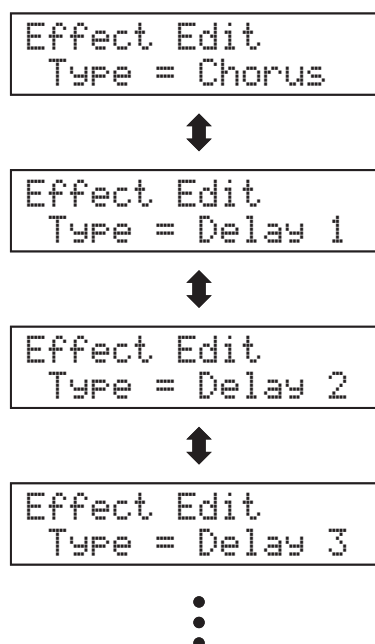 Effect Edit
Type = Chorus
Effect Edit
Type = Delay 1
Effect Edit
Type = Delay 2
Effect Edit
Type = Delay 3